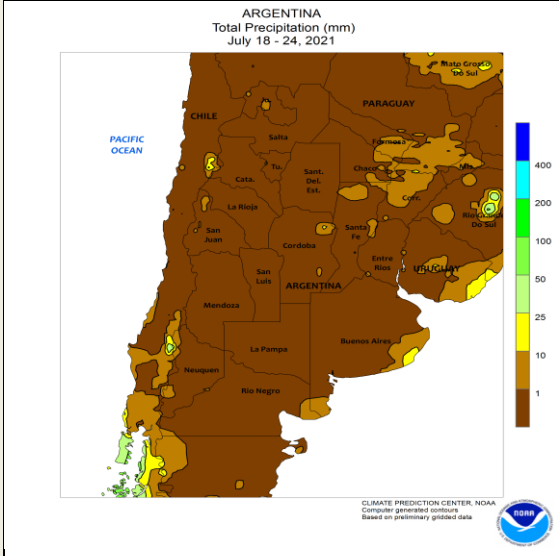 ARGENTINA
Total Precipitation (mm)
July 18 - 24, 2021
Mato Grosso
Do Sul
PARAGUAY
CHILE
PACIFIC
OCEAN
Salta
Formosa
Chaco
Mis.
Tu.
Sant.
Del.
Est.
Cata.
Corr.
La Rioja
Rio Grande
Do Sul
Santa
Fe
San
Juan
Cordoba
Entre
Rios
URUGUAY
San
Luis
ARGENTINA
Mendoza
Buenos Aires
La Pampa
Neuquen
Rio Negro
400
200
100
50
25
10
1
CLIMATE PREDICTION CENTER, NOAA
Computer generated contours
Based on preliminary gridded data
NOAA